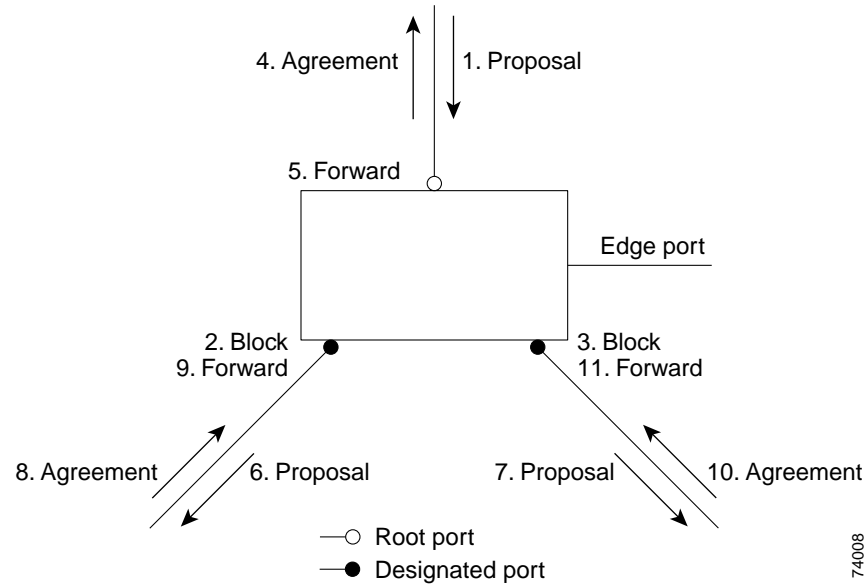 4. Agreement
1. Proposal
5. Forward
Edge port
2. Block
9. Forward
3. Block
11. Forward
8. Agreement
6. Proposal
7. Proposal
10. Agreement
Root port
Designated port
74008